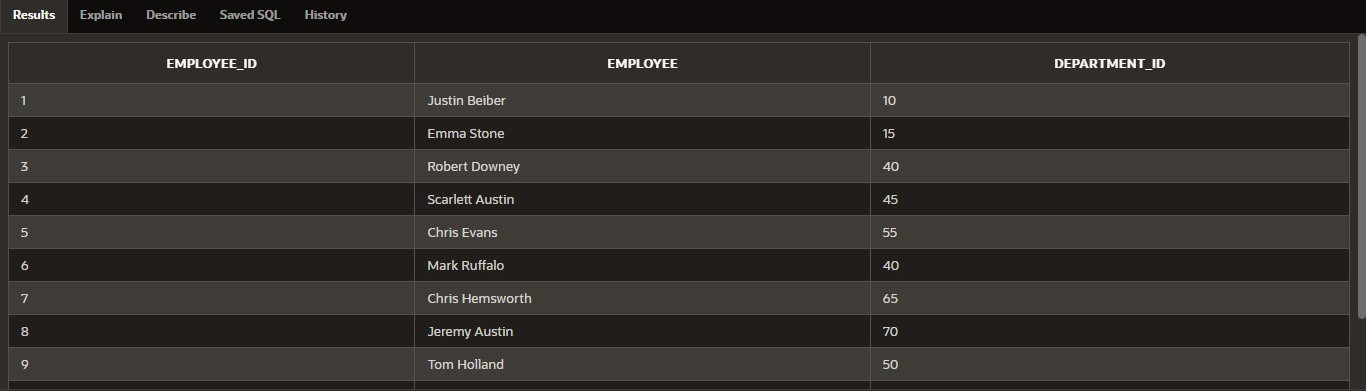 Results Explain Describe Saved SQL History
EMPLOYEE_ID EMPLOYEE DEPARTMENT_ID
1 Justin Beiber 10
2 Emma Stone 15
3 Robert Downey 40
4 Scarlett Austin 45
5 Chris Evans 55
6 Mark Ruffalo 40
7 Chris Hemsworth 65
8 Jeremy Austin 70
9 Tom Holland 50